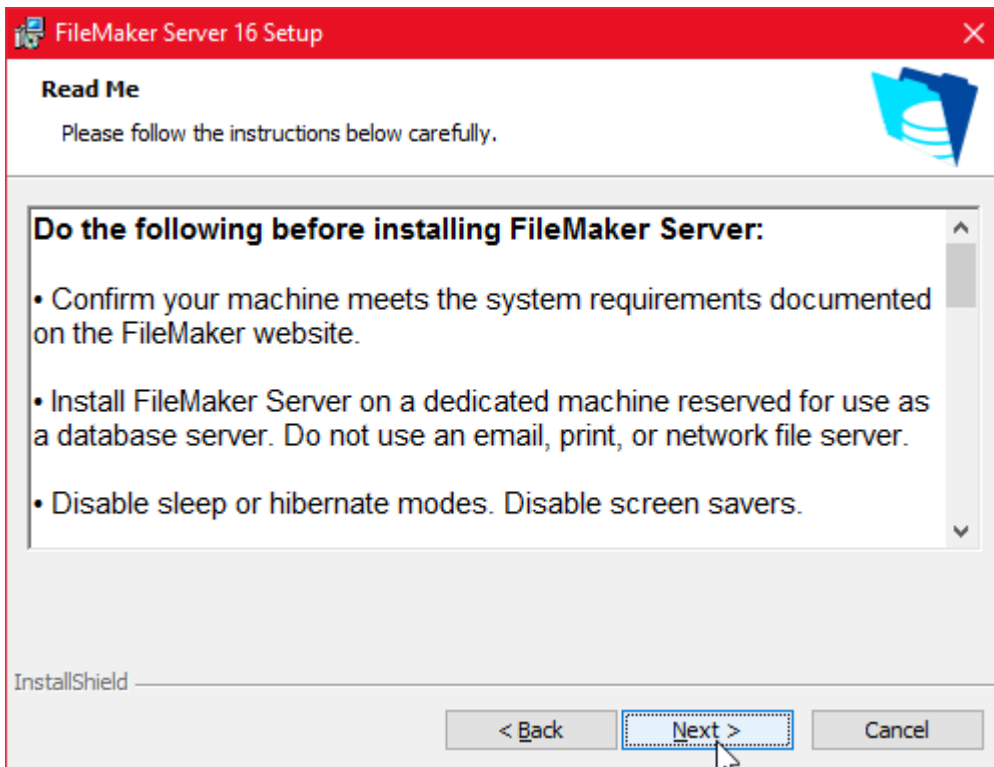 FileMaker Server 16 Setup
Read Me
Please follow the instructions below carefully.
Do the following before installing FileMaker Server:
• Confirm your machine meets the system requirements documented
on the FileMaker website.
• Install FileMaker Server on a dedicated machine reserved for use as
a database server. Do not use an email, print, or network file server.
• Disable sleep or hibernate modes. Disable screen savers.
InstallShield
< Back
Next >
Cancel